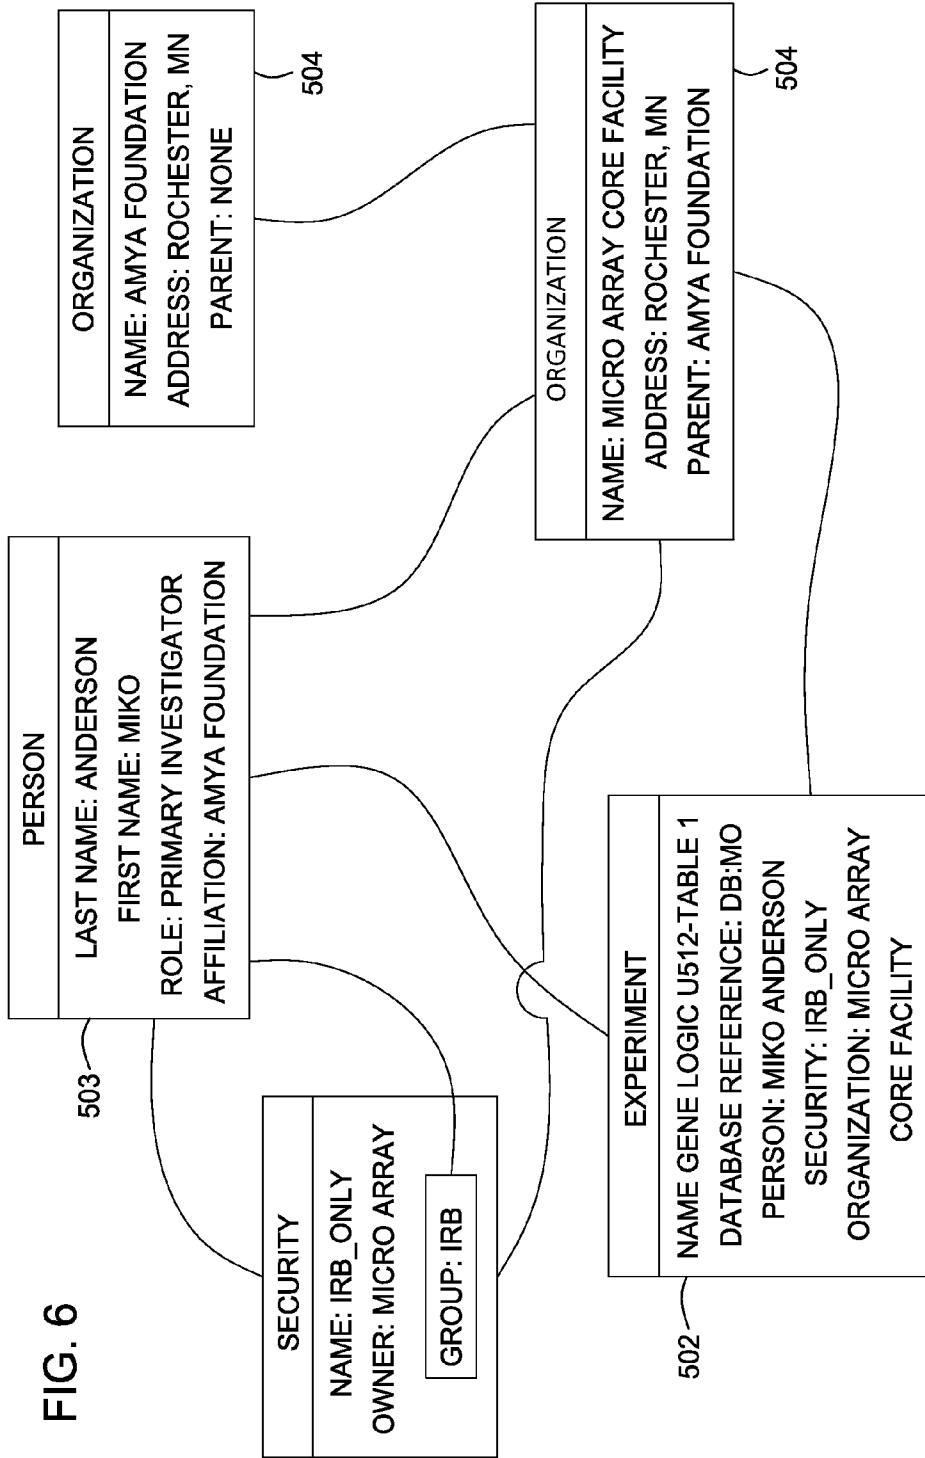 FIG. 6
SECURITY
NAME: IRB_ONLY
OWNER: MICRO ARRAY
GROUP: IRB
PERSON
LAST NAME: ANDERSON
FIRST NAME: MIKO
ROLE: PRIMARY INVESTIGATOR
AFFILIATION: AMYA FOUNDATION
503
ORGANIZATION
NAME: AMYA FOUNDATION
ADDRESS: ROCHESTER, MN
PARENT: NONE
504
EXPERIMENT
NAME GENE LOGIC U512-TABLE 1
DATABASE REFERENCE: DB:MO
PERSON: MIKO ANDERSON
SECURITY: IRB_ONLY
ORGANIZATION: MICRO ARRAY
CORE FACILITY
502
ORGANIZATION
NAME: MICRO ARRAY CORE FACILITY
ADDRESS: ROCHESTER, MN
PARENT: AMYA FOUNDATION
504